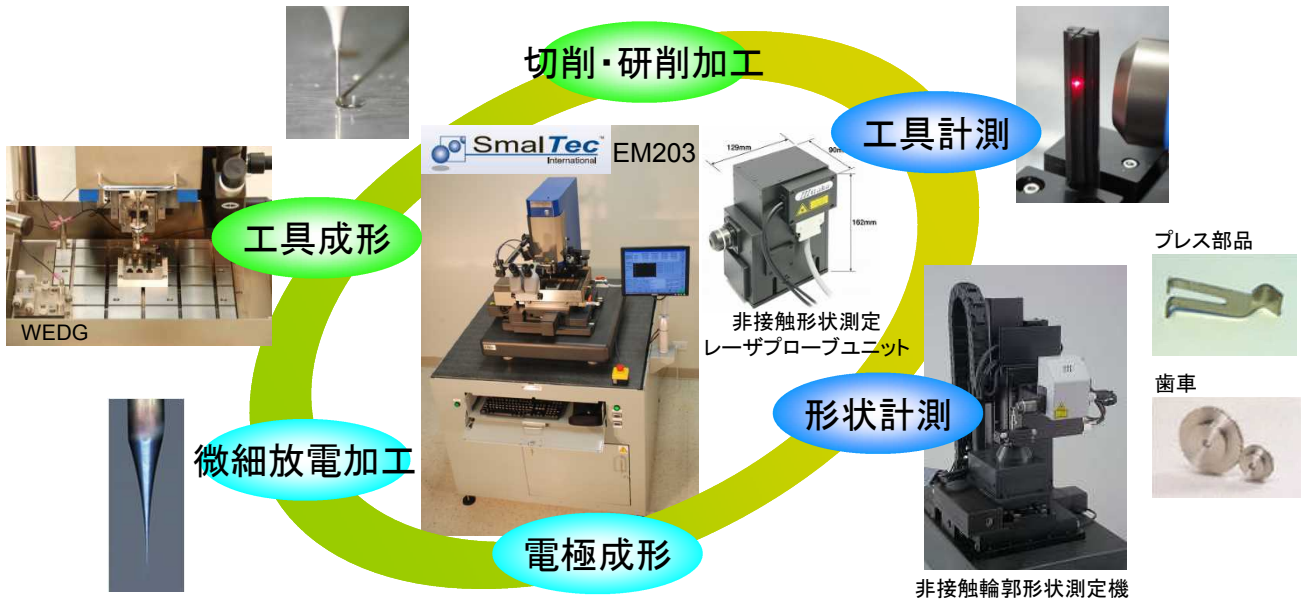 切削・研削加工
工具計測
SmalTec™
International
EM203
129mm
90mm
162mm
工具成形
プレス部品
WEDG
非接触形状測定
レーザプローブユニット
歯車
形状計測
微細放電加工
電極成形
非接触輪郭形状測定機